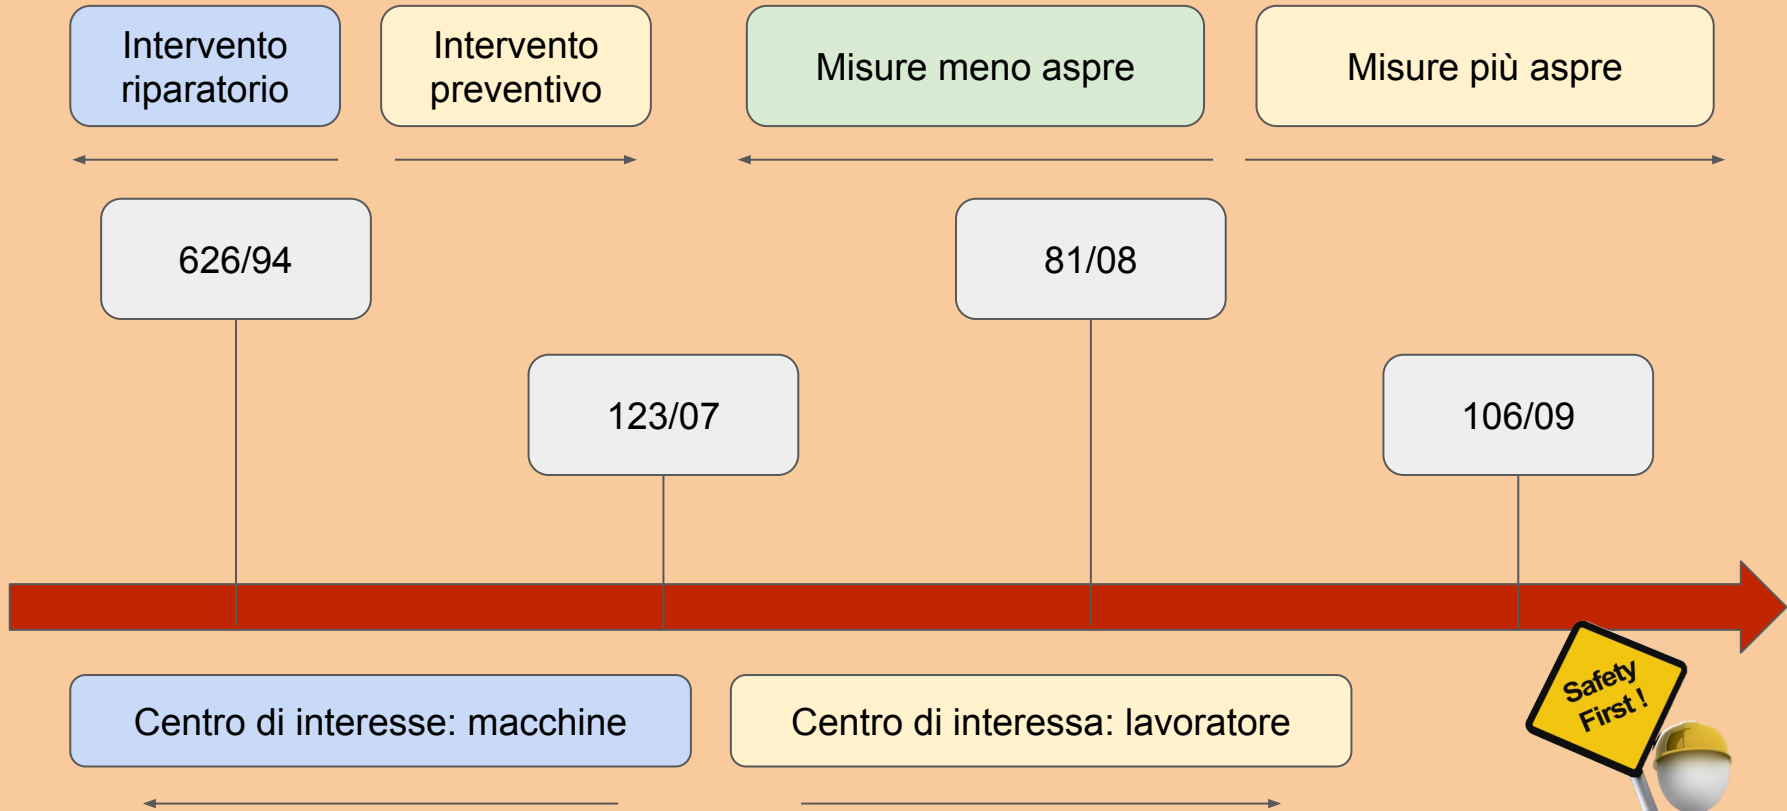 Intervento
riparatorio
Intervento
preventivo
Misure meno aspre
Misure più aspre
626/94
81/08
123/07
106/09
Centro di interesse: macchine
Centro di interessa: lavoratore
Safety
First !